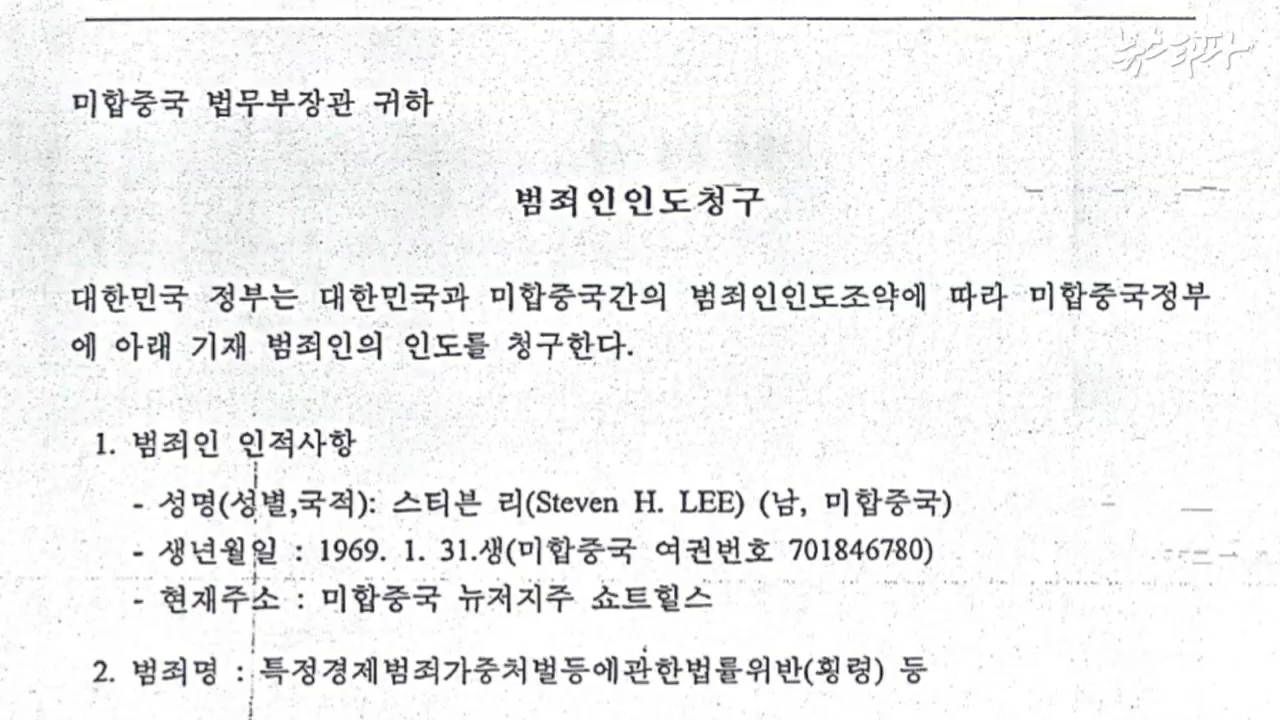 뉴스타파
미합중국 법무부장관 귀하
범죄인인도청구
대한민국 정부는 대한민국과 미합중국간의 범죄인인도조약에 따라 미합중국정부
에 아래 기재 범죄인의 인도를 청구한다.
1. 범죄인 인적사항
- 성명(성별,국적): 스티븐 리(Steven H. LEE) (남, 미합중국)
- 생년월일 : 1969. 1. 31.생(미합중국 여권번호 701846780)
- 현재주소 : 미합중국 뉴저지주 쇼트힐스
2. 범죄명 : 특정경제범죄가중처벌등에관한법률위반(횡령) 등